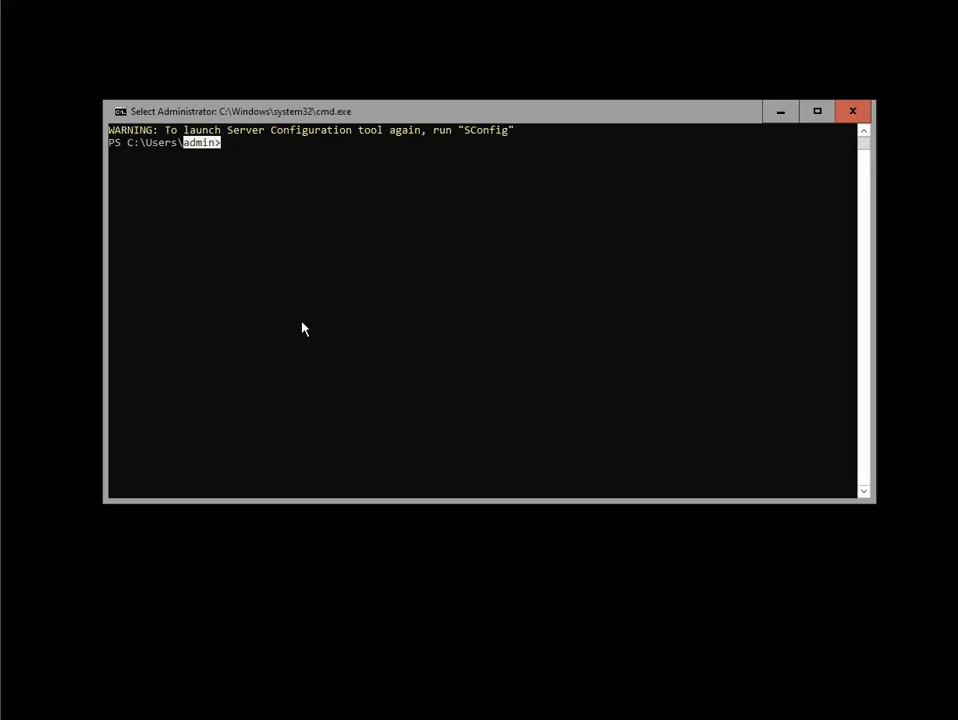 Select Administrator: C:\Windows\system32\cmd.exe
WARNING: To launch Server Configuration tool again, run "SConfig"
PS C:\Users\admin>